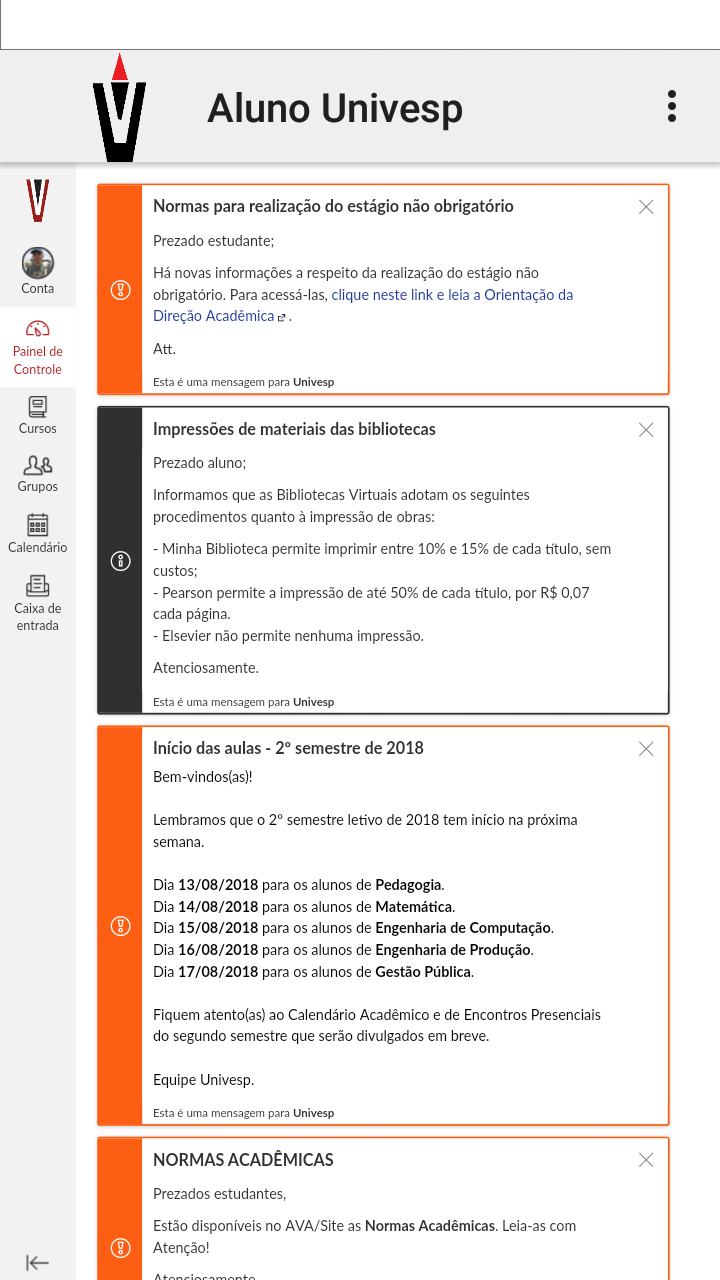 Aluno Univesp
Conta
Painel de
Controle
Cursos
Grupos
Calendário
Caixa de
entrada
Normas para realização do estágio não obrigatório
Prezado estudante;
Há novas informações a respeito da realização do estágio não
obrigatório. Para acessá-las, clique neste link e leia a Orientação da
Direção Acadêmica .
Att.
Esta é uma mensagem para Univesp
Impressões de materiais das bibliotecas
Prezado aluno;
Informamos que as Bibliotecas Virtuais adotam os seguintes
procedimentos quanto à impressão de obras:
- Minha Biblioteca permite imprimir entre 10% e 15% de cada título, sem
custos;
- Pearson permite a impressão de até 50% de cada título, por R$ 0,07
cada página.
- Elsevier não permite nenhuma impressão.
Atenciosamente.
Esta é uma mensagem para Univesp
Início das aulas - 2º semestre de 2018
Bem-vindos(as)!
Lembramos que o 2º semestre letivo de 2018 tem início na próxima
semana.
Dia 13/08/2018 para os alunos de Pedagogia.
Dia 14/08/2018 para os alunos de Matemática.
Dia 15/08/2018 para os alunos de Engenharia de Computação.
Dia 16/08/2018 para os alunos de Engenharia de Produção.
Dia 17/08/2018 para os alunos de Gestão Pública.
Fiquem atento(as) ao Calendário Acadêmico e de Encontros Presenciais
do segundo semestre que serão divulgados em breve.
Equipe Univesp.
Esta é uma mensagem para Univesp
NORMAS ACADÊMICAS
Prezados estudantes,
Estão disponíveis no AVA/Site as Normas Acadêmicas. Leia-as com
Atenção!
Atenciosamente